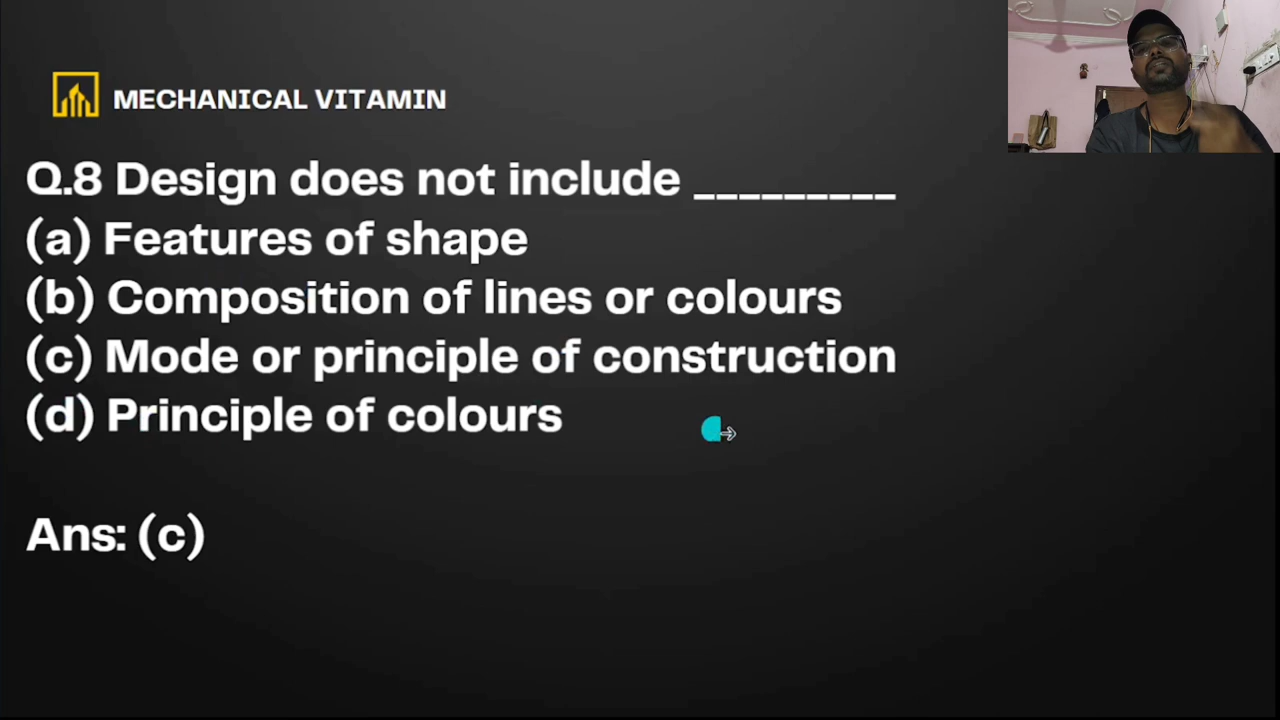 MECHANICAL VITAMIN
Q.8 Design does not include _________
(a) Features of shape
(b) Composition of lines or colours
(c) Mode or principle of construction
(d) Principle of colours
Ans: (c)